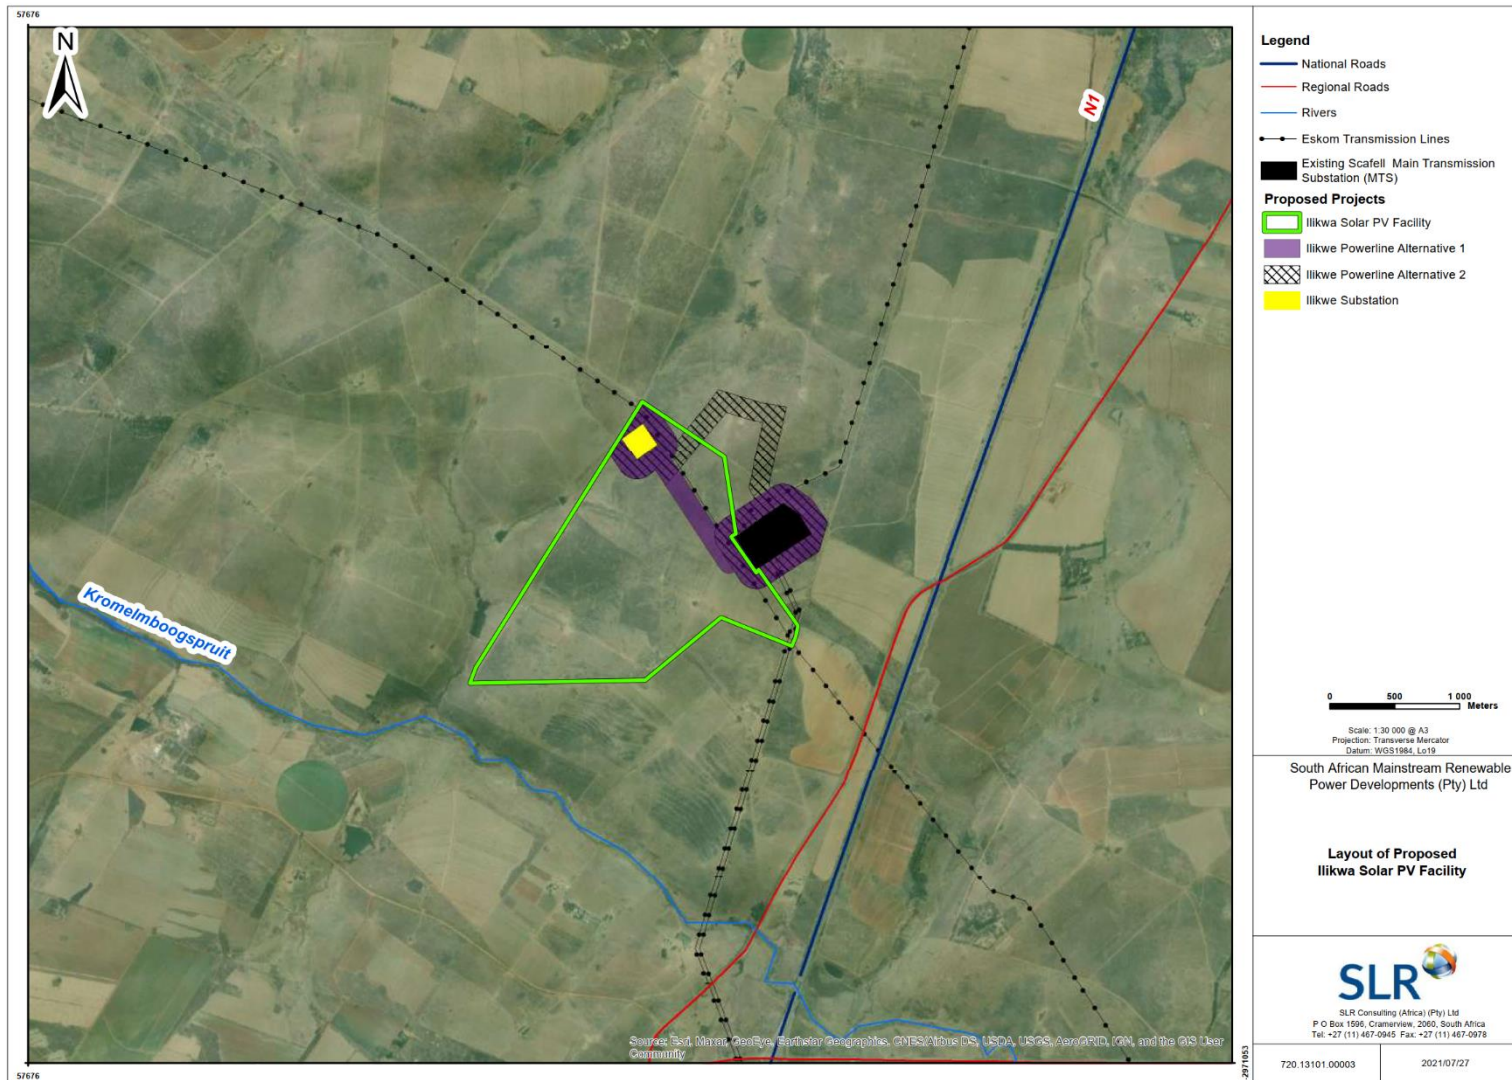 57676
N
N1
Kromelmboogspruit
Source: Esri, Maxar, GeoEye, Earthstar Geographics, CNES/Airbus DS, USDA, USGS, AeroGRID, IGN, and the GIS User
Community
57676
-2971053
Legend
National Roads
Regional Roads
Rivers
Eskom Transmission Lines
Existing Scafell Main Transmission
Substation (MTS)
Proposed Projects
Ilikwa Solar PV Facility
Ilikwe Powerline Alternative 1
Ilikwe Powerline Alternative 2
Ilikwe Substation
0 500 1 000
Meters
Scale: 1:30 000 @ A3
Projection: Transverse Mercator
Datum: WGS1984, Lo19
South African Mainstream Renewable
Power Developments (Pty) Ltd
Layout of Proposed
Ilikwa Solar PV Facility
SLR
SLR Consulting (Africa) (Pty) Ltd
P O Box 1596, Cramerview, 2060, South Africa
Tel: +27 (11) 467-0945 Fax: +27 (11) 467-0978
720.13101.00003
2021/07/27